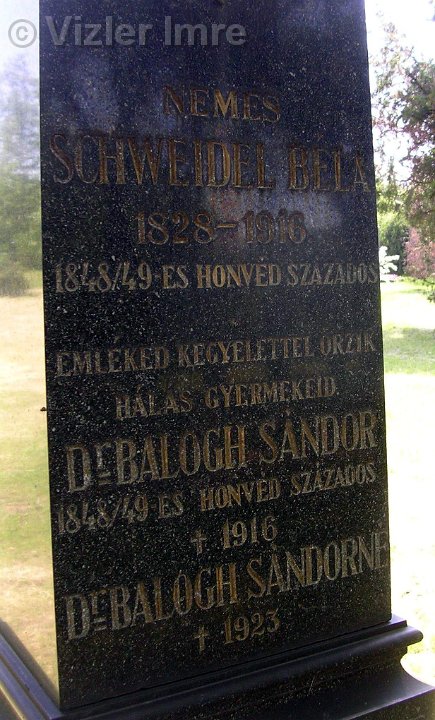 © Vizler Imre
NEMES
SCHWEIDEL BÉLA
1828-1916
1848/49-ES HONVÉD SZÁZADOS
EMLÉKED KEGYELETTEL ŐRZIK
HÁLÁS GYERMEKEID
Dr BALOGH SÁNDOR
1848/49 ES HONVÉD SZÁZADOS
† 1916
Dr BALOGH SÁNDORNÉ
† 1923